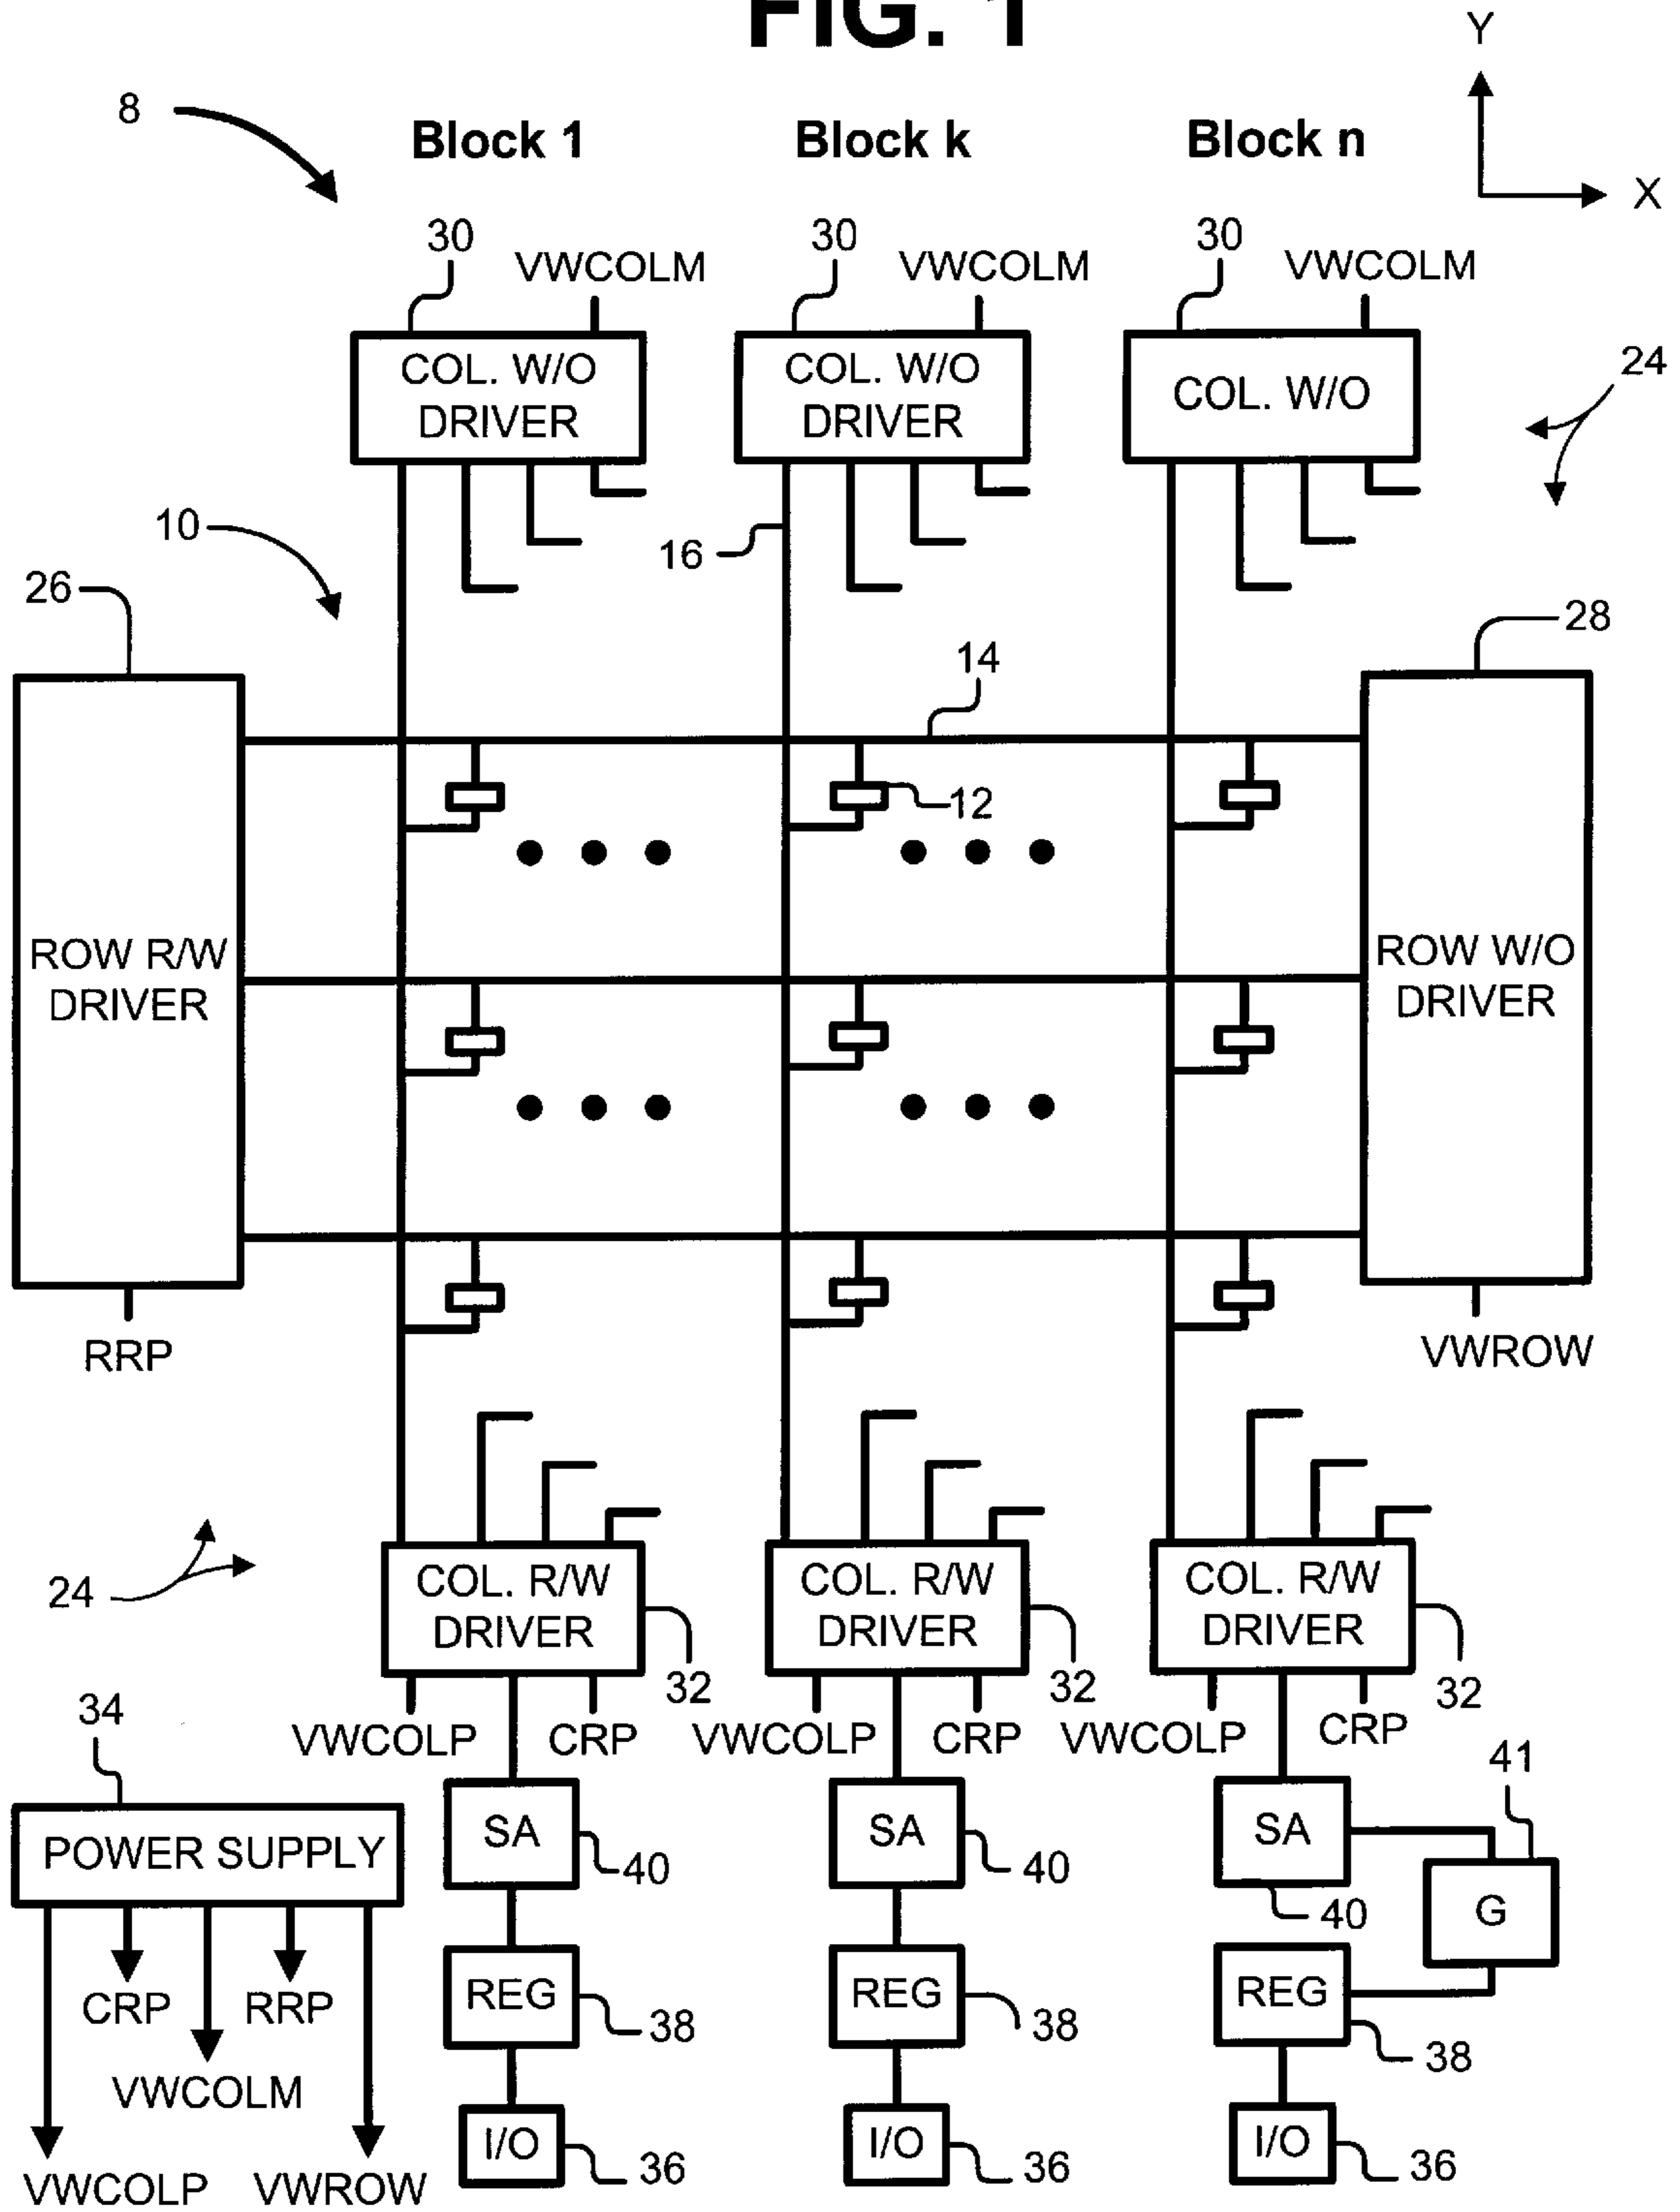 FIG. 1
Y
X
8
Block 1
Block k
Block n
30
VWCOLM
30
VWCOLM
30
VWCOLM
24
COL. W/O
DRIVER
COL. W/O
DRIVER
COL. W/O
10
16
26
28
14
12
ROW R/W
DRIVER
ROW W/O
DRIVER
RRP
VWROW
24
COL. R/W
DRIVER
COL. R/W
DRIVER
COL. R/W
DRIVER
32
32
32
34
VWCOLP
CRP
VWCOLP
CRP
VWCOLP
CRP
41
POWER SUPPLY
SA
40
SA
40
SA
40
G
CRP
RRP
REG
38
REG
38
REG
38
VWCOLM
VWCOLP
VWROW
I/O
36
I/O
36
I/O
36